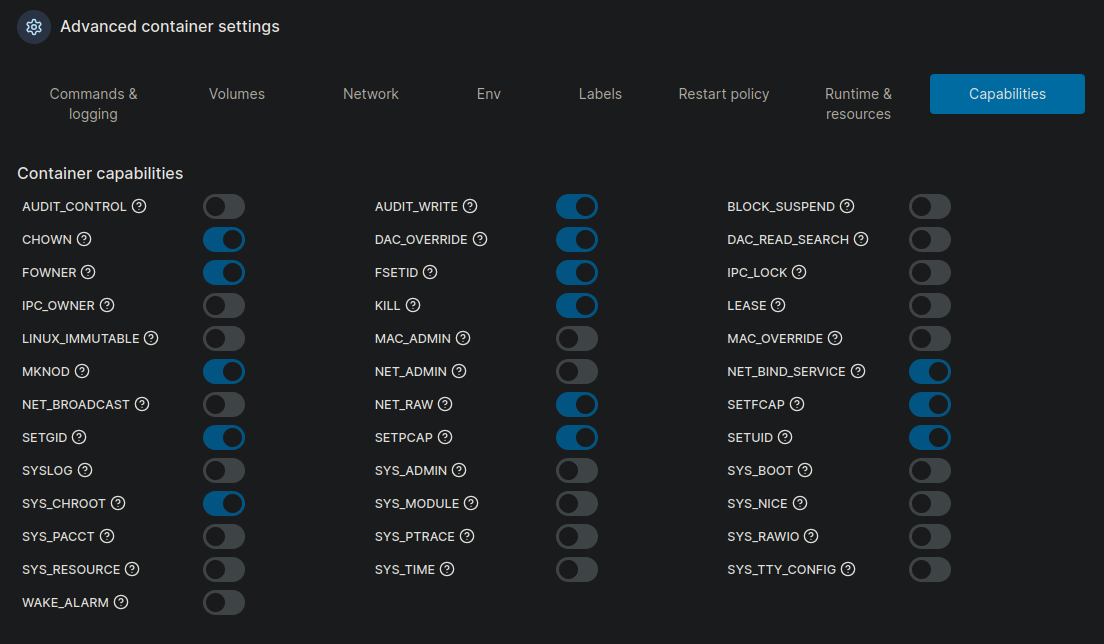 Advanced container settings
Commands &
logging
Volumes
Network
Env
Labels
Restart policy
Runtime &
resources
Capabilities
Container capabilities
AUDIT_CONTROL
AUDIT_WRITE
BLOCK_SUSPEND
CHOWN
DAC_OVERRIDE
DAC_READ_SEARCH
FOWNER
FSETID
IPC_LOCK
IPC_OWNER
KILL
LEASE
LINUX_IMMUTABLE
MAC_ADMIN
MAC_OVERRIDE
MKNOD
NET_ADMIN
NET_BIND_SERVICE
NET_BROADCAST
NET_RAW
SETFCAP
SETGID
SETPCAP
SETUID
SYSLOG
SYS_ADMIN
SYS_BOOT
SYS_CHROOT
SYS_MODULE
SYS_NICE
SYS_PACCT
SYS_PTRACE
SYS_RAWIO
SYS_RESOURCE
SYS_TIME
SYS_TTY_CONFIG
WAKE_ALARM